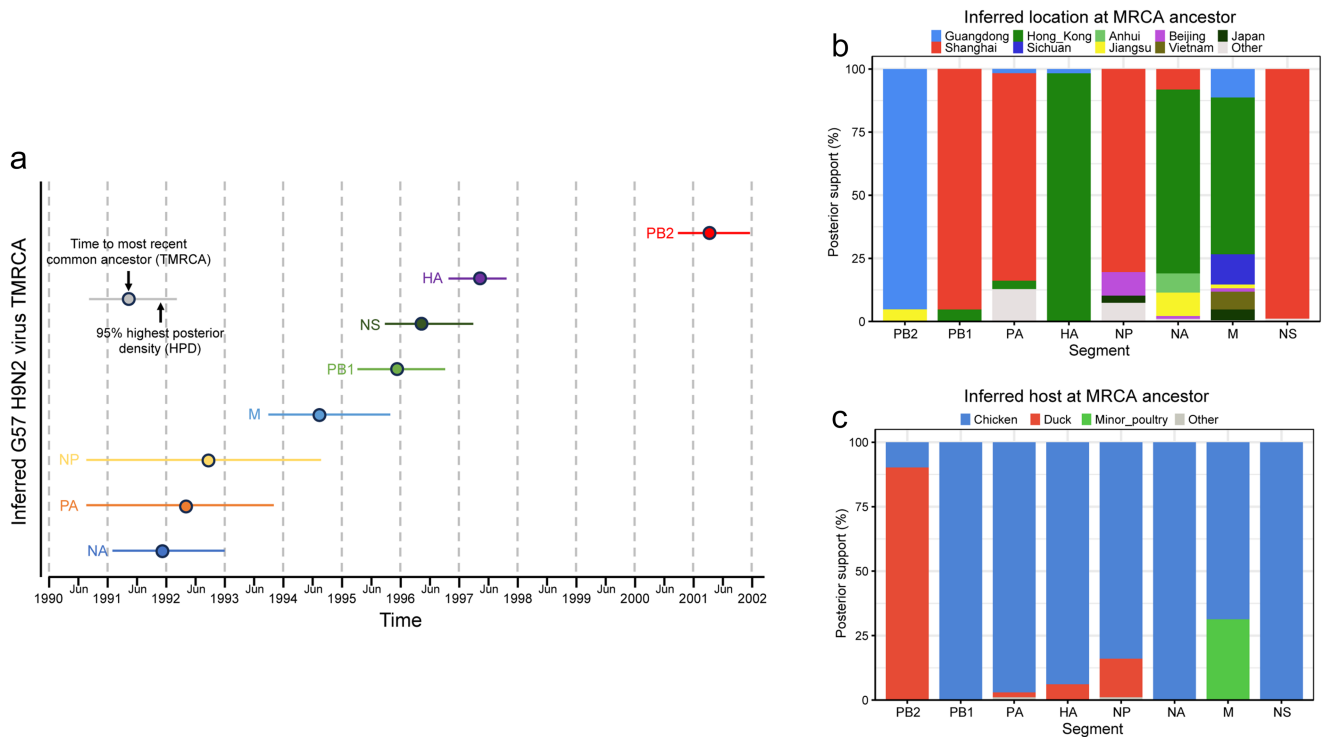 a
Inferred G57 H9N2 virus TMRCA
Time to most recent
common ancestor (TMRCA)
95% highest posterior
density (HPD)
PB2
HA
NS
PB1
M
NP
PA
NA
Jun Jun Jun Jun Jun Jun Jun Jun Jun Jun Jun Jun
1990 1991 1992 1993 1994 1995 1996 1997 1998 1999 2000 2001 2002
Time
b
Inferred location at MRCA ancestor
Guangdong Hong_Kong Anhui Beijing Japan
Shanghai Sichuan Jiangsu Vietnam Other
Posterior support (%)
100
75
50
25
0
PB2 PB1 PA HA NP NA M NS
Segment
c
Inferred host at MRCA ancestor
Chicken Duck Minor_poultry Other
Posterior support (%)
100
75
50
25
0
PB2 PB1 PA HA NP NA M NS
Segment